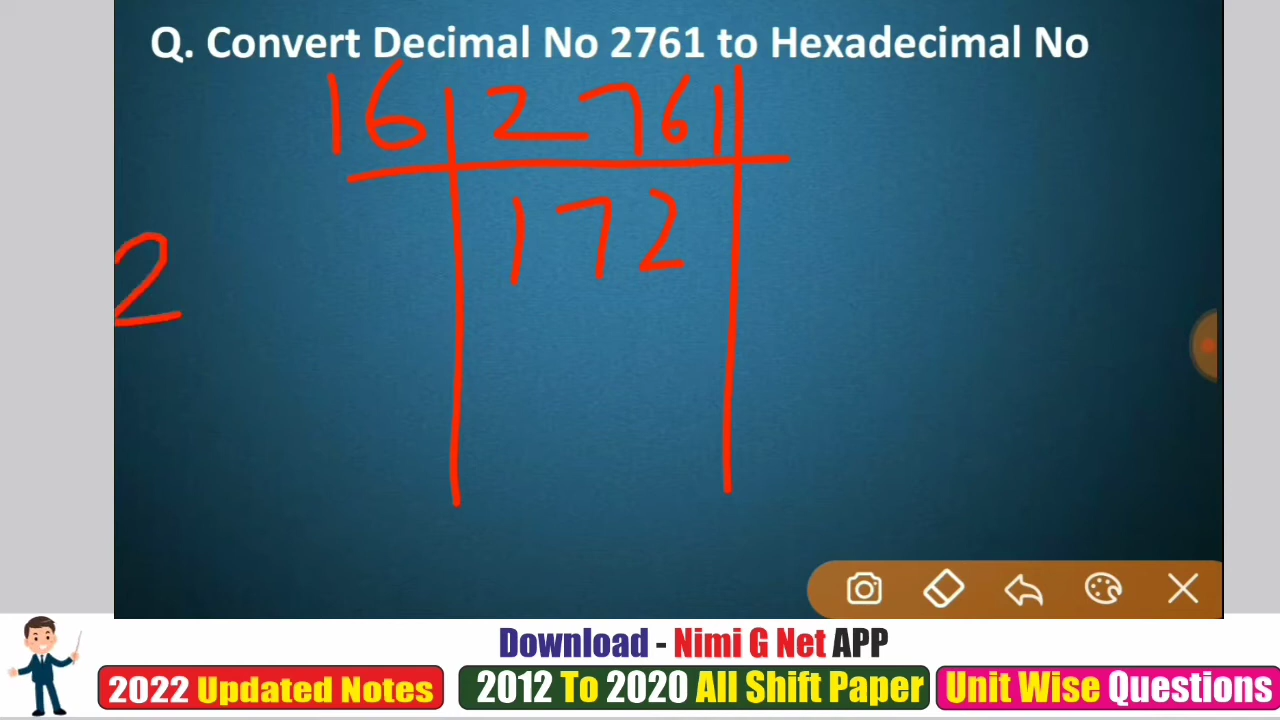 Q. Convert Decimal No 2761 to Hexadecimal No
16 2761
172
2
Download - Nimi G Net APP
2022 Updated Notes
2012 To 2020 All Shift Paper
Unit Wise Questions